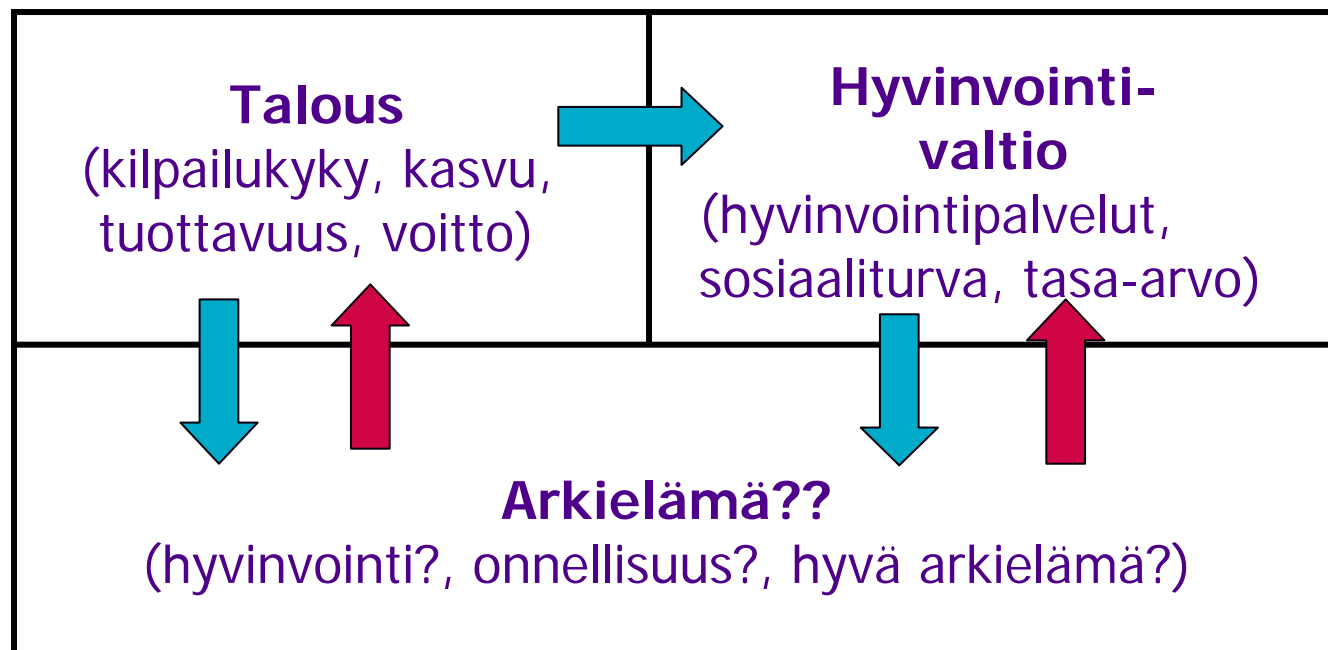 Talous
(kilpailukyky, kasvu,
tuottavuus, voitto)
Hyvinvointi-
valtio
(hyvinvointipalvelut,
sosiaaliturva, tasa-arvo)
Arkielämä??
(hyvinvointi?, onnellisuus?, hyvä arkielämä?)